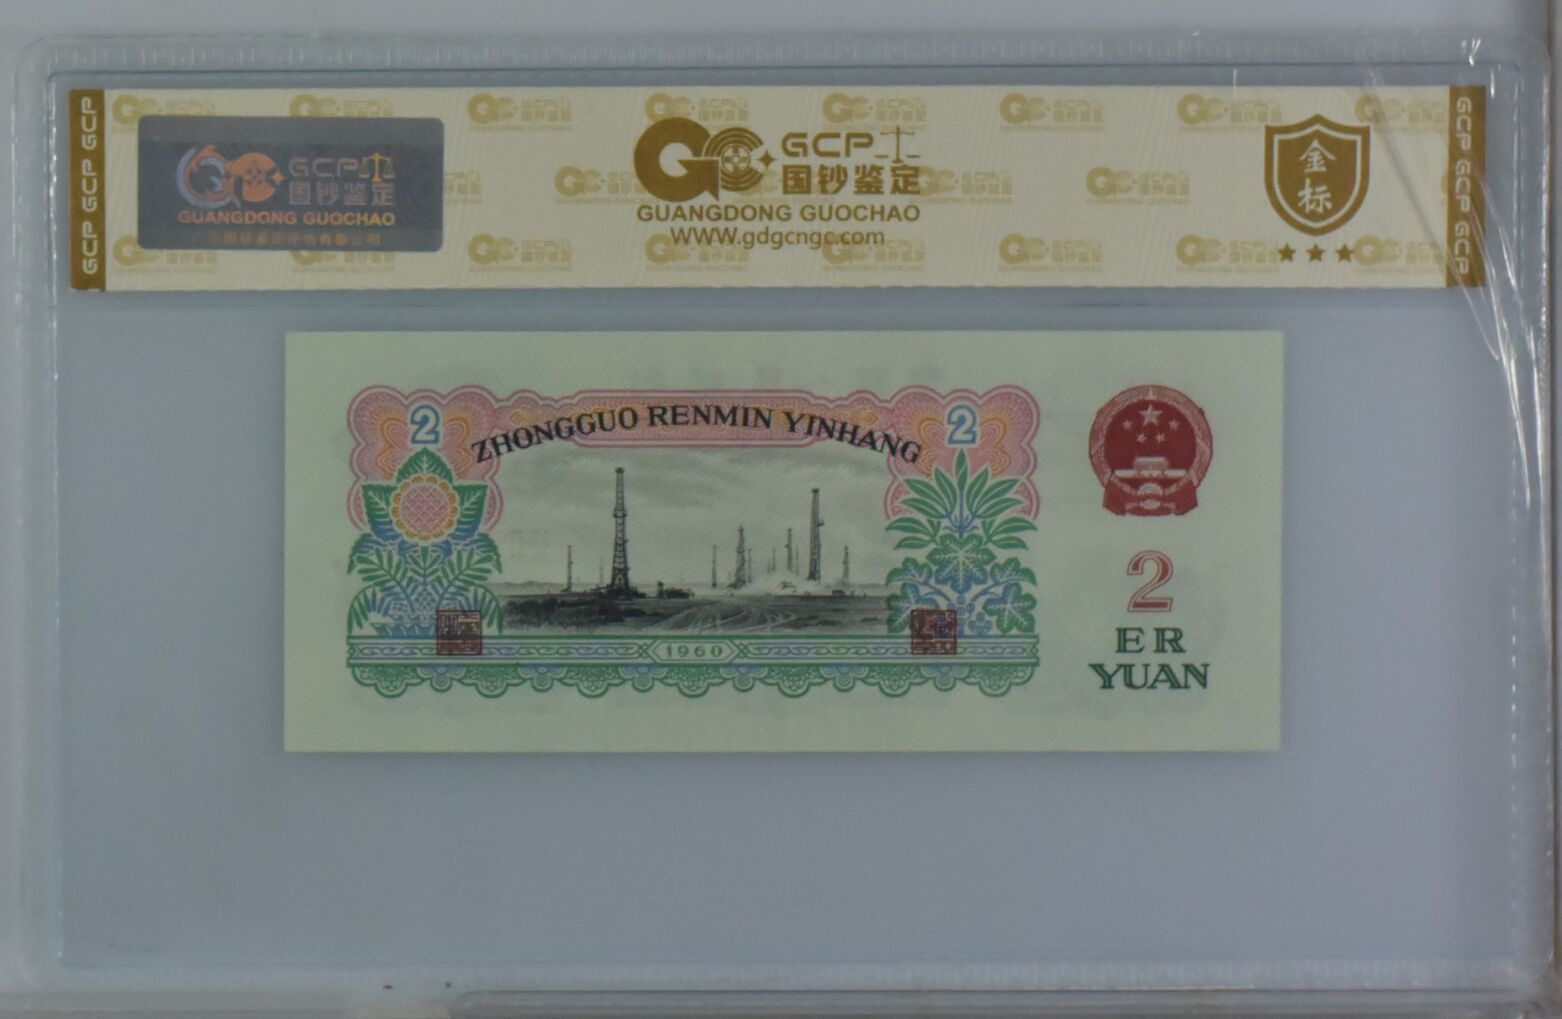 GCP GCP GCP
GCP
国钞鉴定
GUANGDONG GUOCHAO
GCP
国钞鉴定
GUANGDONG GUOCHAO
www.gdgcngc.com
金
标
GCP GCP GCP
ZHONGGUO RENMIN YINHANG
2
2
1960
2
ER
YUAN